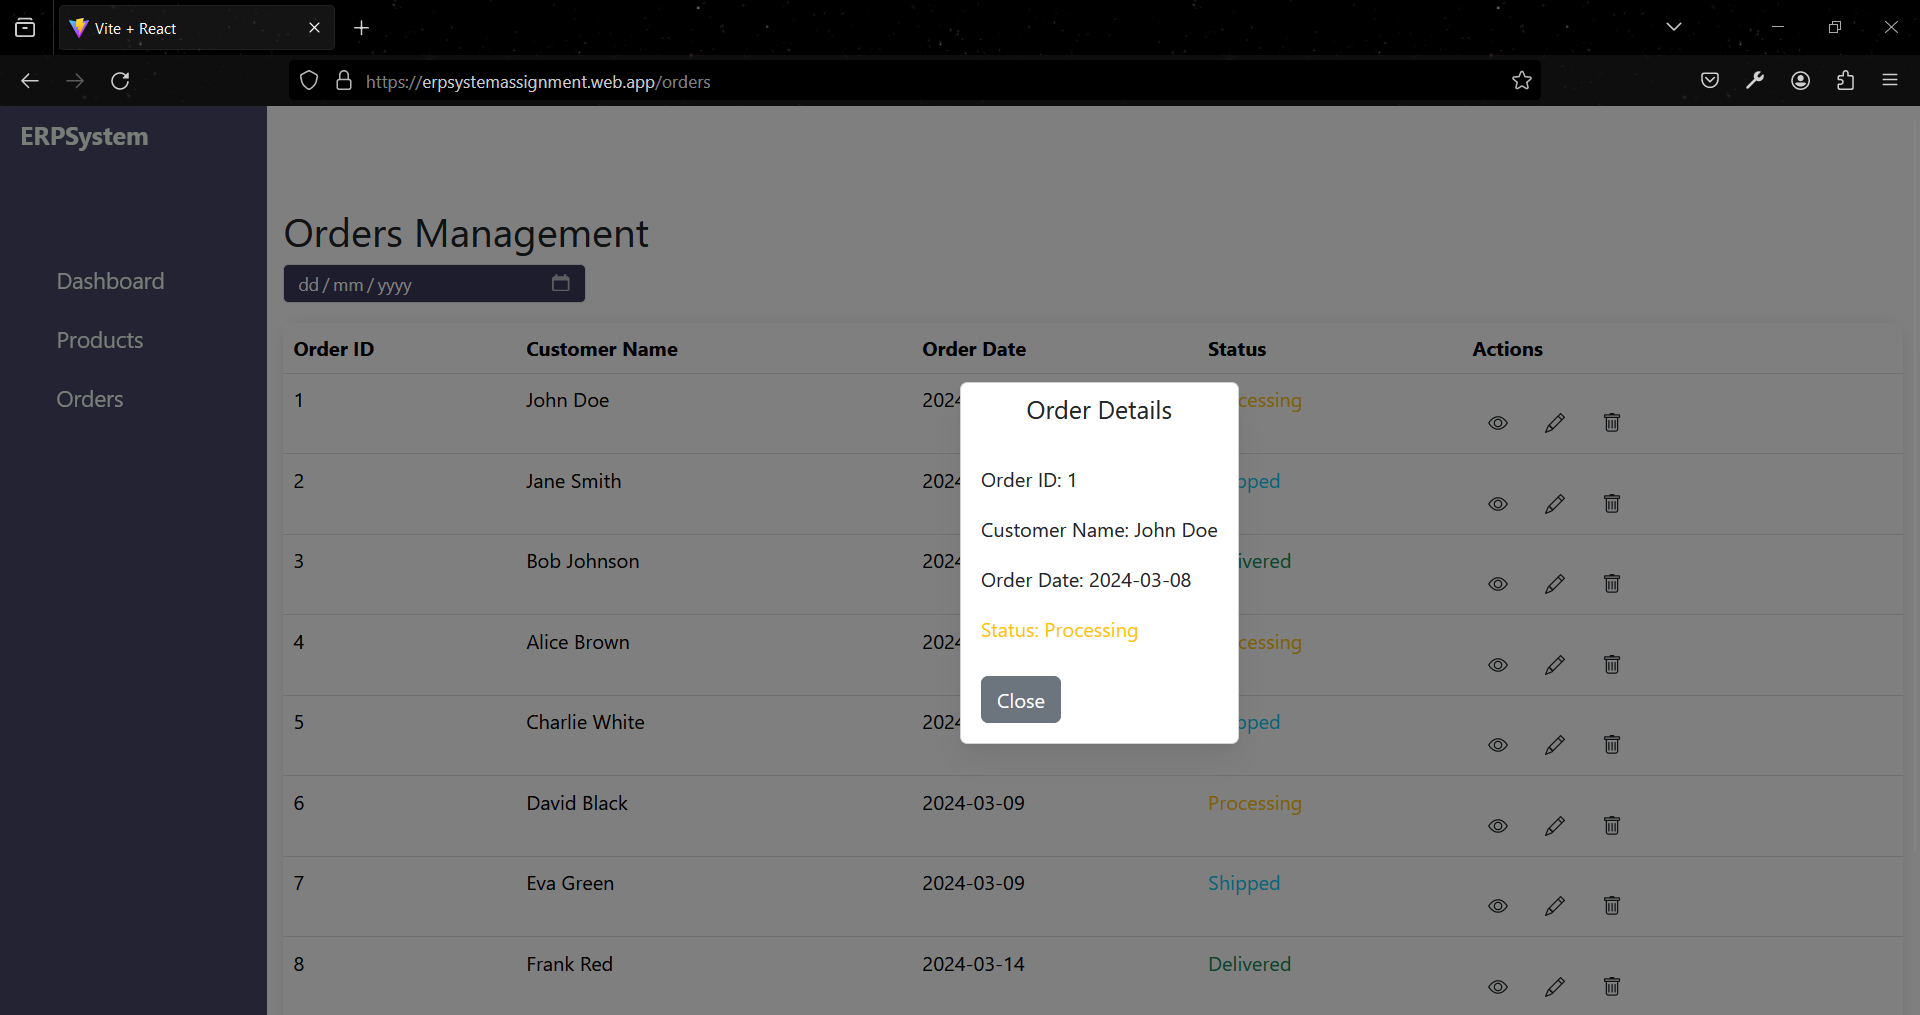 Vite + React
https://erpsystemassignment.web.app/orders
ERPSystem
Dashboard
Products
Orders
Orders Management
dd / mm / yyyy
Order ID Customer Name Order Date Status Actions
1 John Doe 2024 cessing
2 Jane Smith 2024 pped
3 Bob Johnson 2024 ivered
4 Alice Brown 2024 cessing
5 Charlie White 2024 pped
6 David Black 2024-03-09 Processing
7 Eva Green 2024-03-09 Shipped
8 Frank Red 2024-03-14 Delivered
Order Details
Order ID: 1
Customer Name: John Doe
Order Date: 2024-03-08
Status: Processing
Close